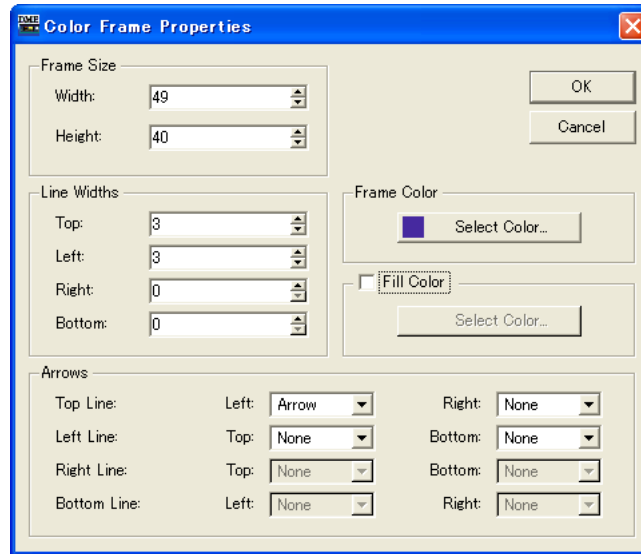 DME
Color Frame Properties
Frame Size
Width: 49
Height: 40
OK
Cancel
Line Widths
Top: 3
Left: 3
Right: 0
Bottom: 0
Frame Color
Select Color...
Fill Color
Select Color...
Arrows
Top Line: Left: Arrow Right: None
Left Line: Top: None Bottom: None
Right Line: Top: None Bottom: None
Bottom Line: Left: None Right: None